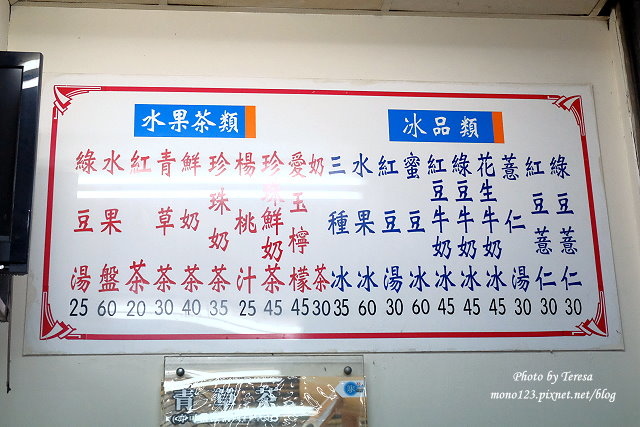 水果茶類
綠豆湯 25
水果盤 60
紅茶 20
青草茶 30
鮮奶茶 40
珍珠奶茶 35
楊桃汁 25
珍珠鮮奶茶 45
愛玉檸檬 45
奶茶 30
冰品類
三種冰 35
水果冰 60
紅豆湯 30
蜜豆冰 60
紅豆牛奶冰 45
綠豆牛奶冰 45
花生牛奶冰 45
薏仁湯 30
紅豆薏仁 30
綠豆薏仁 30
青草茶
Photo by Teresa
mono123.pixnet.net/blog